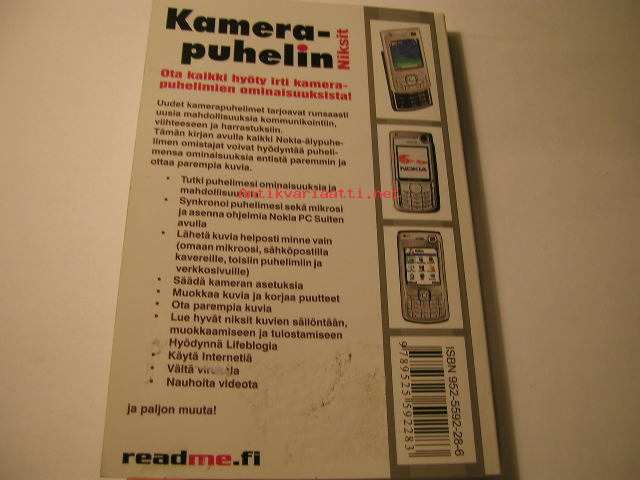 Kamera-
puhelin
Niksit
Ota kaikki hyöty irti kamera-
puhelimien ominaisuuksista!
Uudet kamerapuhelimet tarjoavat runsaasti
uusia mahdollisuuksia kommunikointiin,
viihteeseen ja harrastuksiin.
Tämän kirjan avulla kaikki Nokia-älypuhe-
limen omistajat voivat hyödyntää puheli-
mensa ominaisuuksia entistä paremmin ja
ottaa parempia kuvia.
• Tutki puhelimesi ominaisuuksia ja
mahdollisuuksia
Antikvariaatti.net
• Synkronoi puhelimesi sekä mikrosi
ja asenna ohjelmia Nokia PC Suiten
avulla
• Lähetä kuvia helposti minne vain
(omaan mikroosi, sähköpostilla
kavereille, toisiin puhelimiin ja
verkkosivuille)
• Säädä kameran asetuksia
• Muokkaa kuvia ja korjaa puutteet
• Ota parempia kuvia
• Lue hyvät niksit kuvien säilöntään,
muokkaamiseen ja tulostamiseen
• Hyödynnä Lifeblogia
• Käytä Internetiä
• Vältä viruksia
• Nauhoita videota
ja paljon muuta!
readme.fi
NOKIA
ISBN 952-5592-28-6
9789525592283